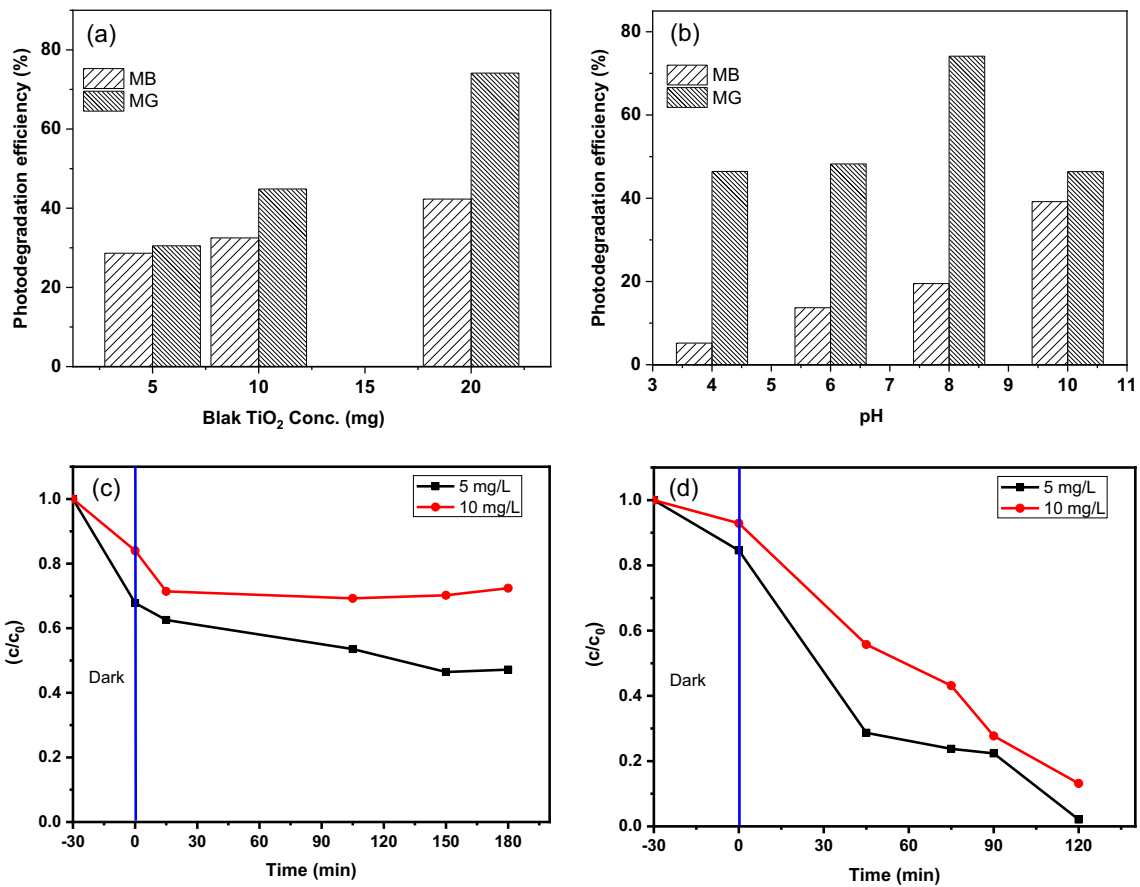 (a)
MB
MG
Photodegradation efficiency (%)
80
60
40
20
0
5 10 15 20
Blak TiO₂ Conc. (mg)
(b)
MB
MG
Photodegradation efficiency (%)
80
60
40
20
0
3 4 5 6 7 8 9 10 11
pH
(c)
5 mg/L
10 mg/L
(c/c₀)
1.0
0.8
0.6
0.4
0.2
0.0
Dark
-30 0 30 60 90 120 150 180
Time (min)
(d)
5 mg/L
10 mg/L
(c/c₀)
1.0
0.8
0.6
0.4
0.2
0.0
Dark
-30 0 30 60 90 120
Time (min)